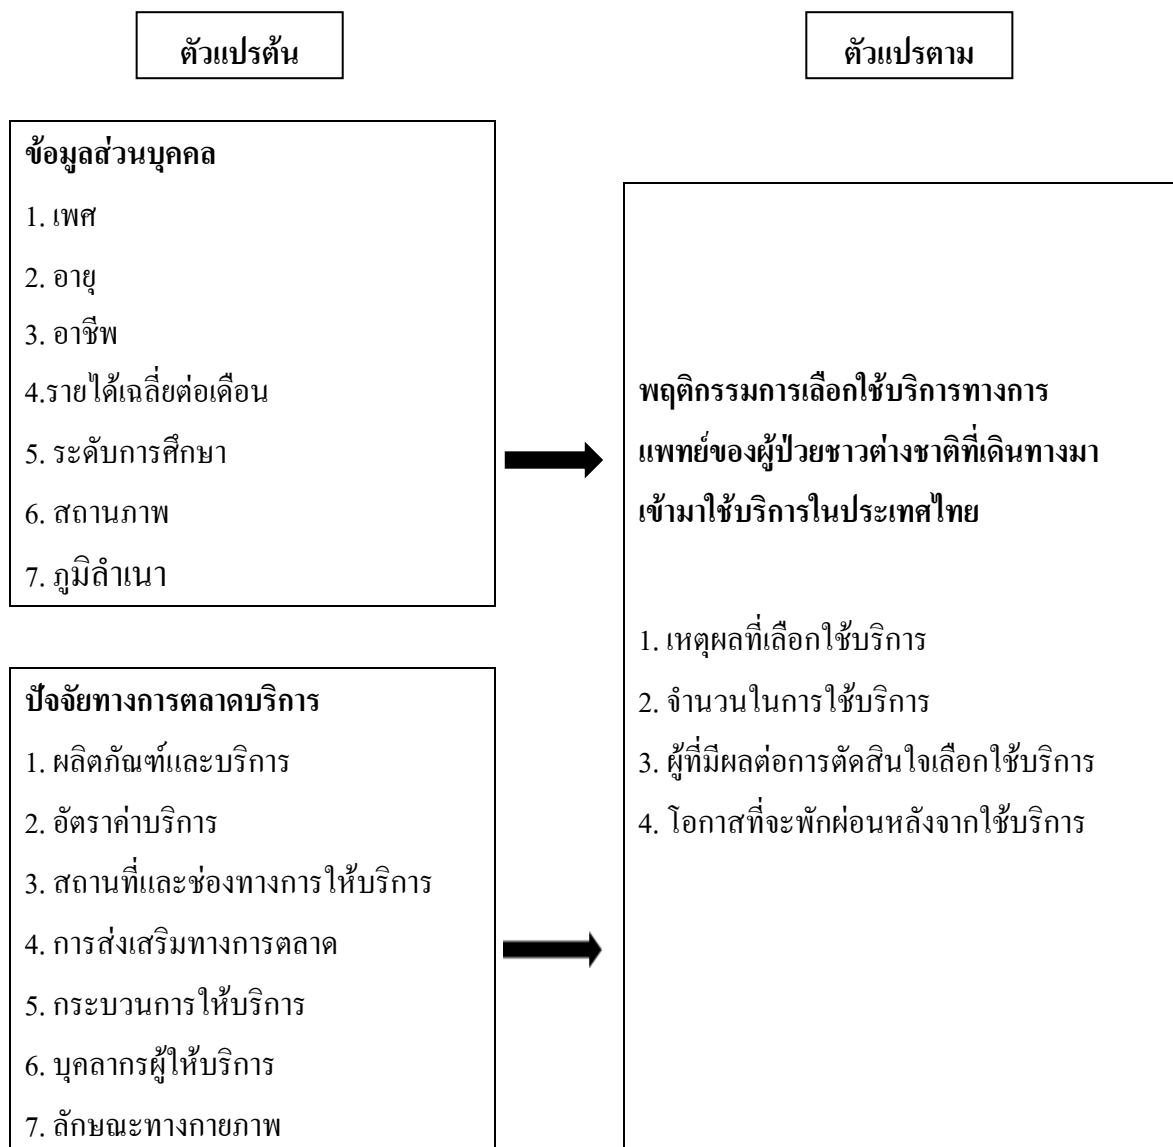 ตัวแปรต้น
ตัวแปรตาม
ข้อมูลส่วนบุคคล
1. เพศ
2. อายุ
3. อาชีพ
4.รายได้เฉลี่ยต่อเดือน
5. ระดับการศึกษา
6. สถานภาพ
7. ภูมิลำเนา
ปัจจัยทางการตลาดบริการ
1. ผลิตภัณฑ์และบริการ
2. อัตราค่าบริการ
3. สถานที่และช่องทางการให้บริการ
4. การส่งเสริมทางการตลาด
5. กระบวนการให้บริการ
6. บุคลากรผู้ให้บริการ
7. ลักษณะทางกายภาพ
พฤติกรรมการเลือกใช้บริการทางการ
แพทย์ของผู้ป่วยชาวต่างชาติที่เดินทางมา
เข้ามาใช้บริการในประเทศไทย
1. เหตุผลที่เลือกใช้บริการ
2. จำนวนในการใช้บริการ
3. ผู้ที่มีผลต่อการตัดสินใจเลือกใช้บริการ
4. โอกาสที่จะพักผ่อนหลังจากใช้บริการ